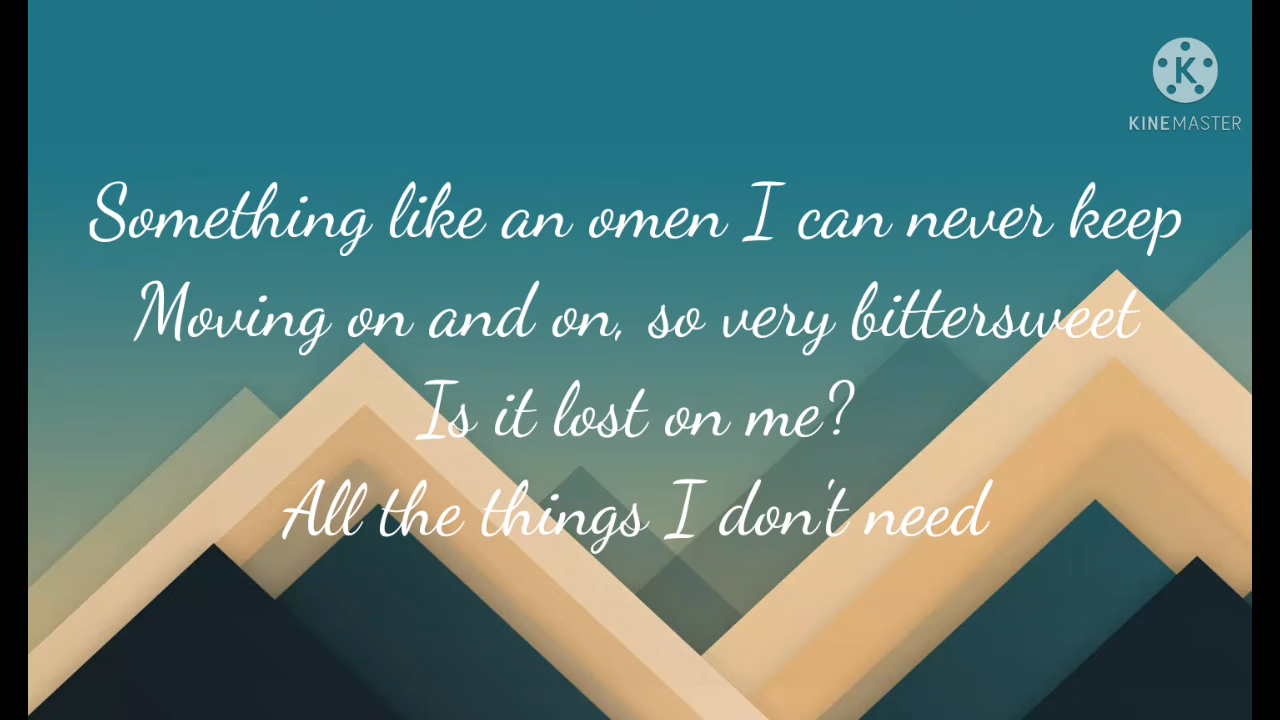 K
KINEMASTER
Something like an omen I can never keep
Moving on and on, so very bittersweet
Is it lost on me?
All the things I don't need